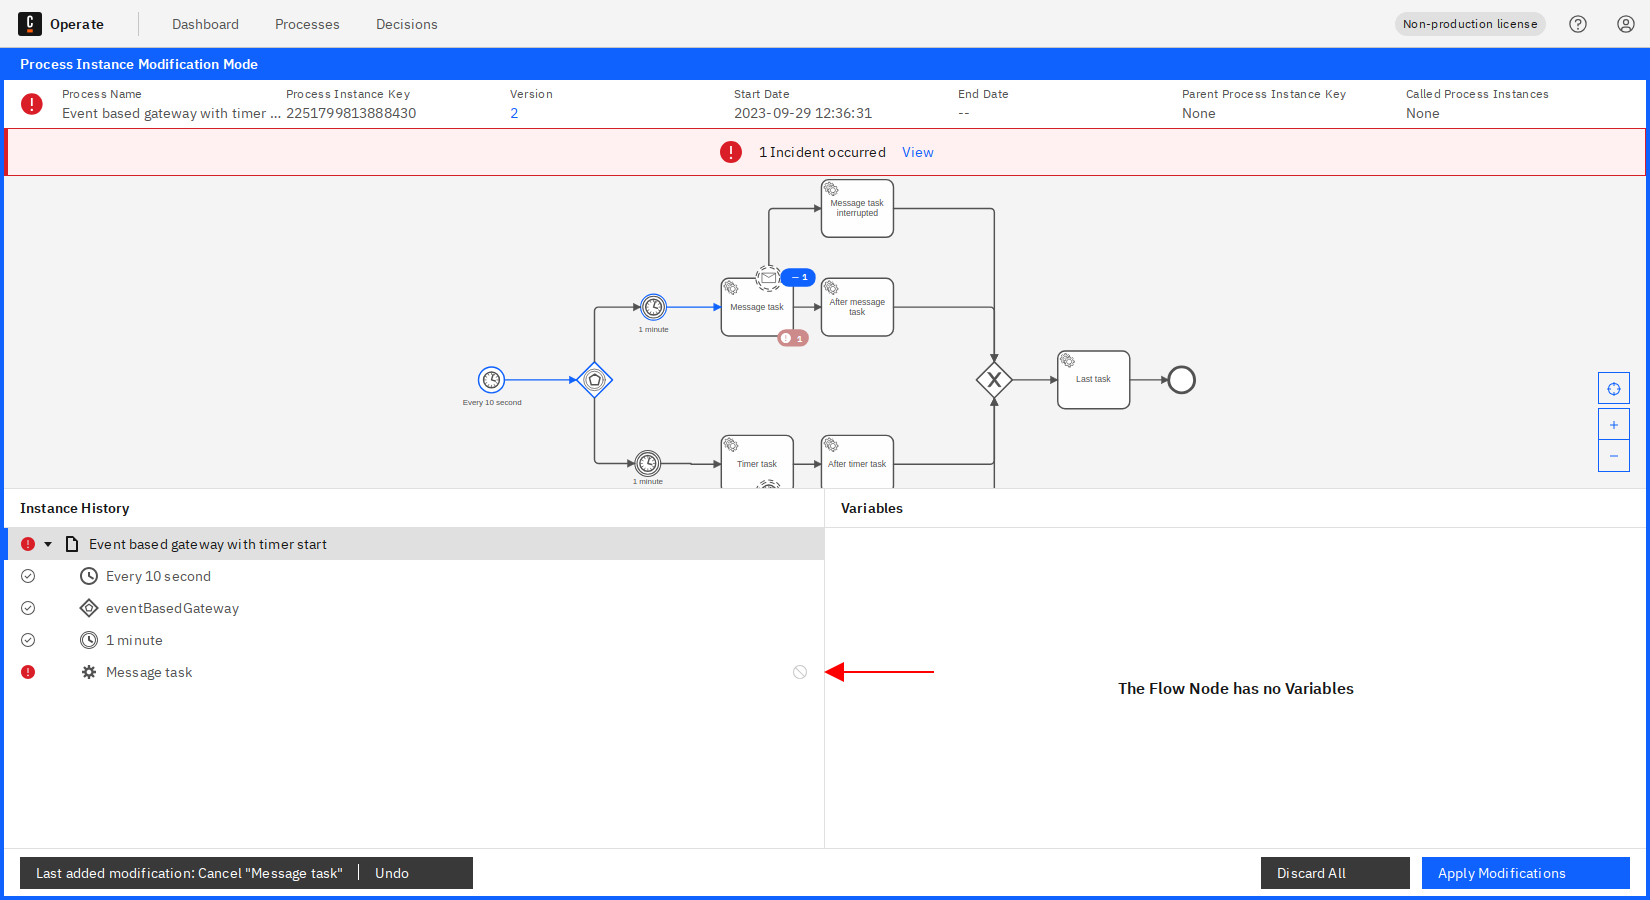 C Operate Dashboard Processes Decisions Non-production license
Process Instance Modification Mode
Process Name Process Instance Key Version Start Date End Date Parent Process Instance Key Called Process Instances
Event based gateway with timer ... 2251799813888430 2 2023-09-29 12:36:31 -- None None
1 Incident occurred View
Message task
interrupted
− 1
Message task
After message
task
1 minute
1
Last task
Every 10 second
Timer task
After timer task
1 minute
+
−
Instance History
Variables
Event based gateway with timer start
Every 10 second
eventBasedGateway
1 minute
Message task
The Flow Node has no Variables
Last added modification: Cancel "Message task" Undo
Discard All
Apply Modifications